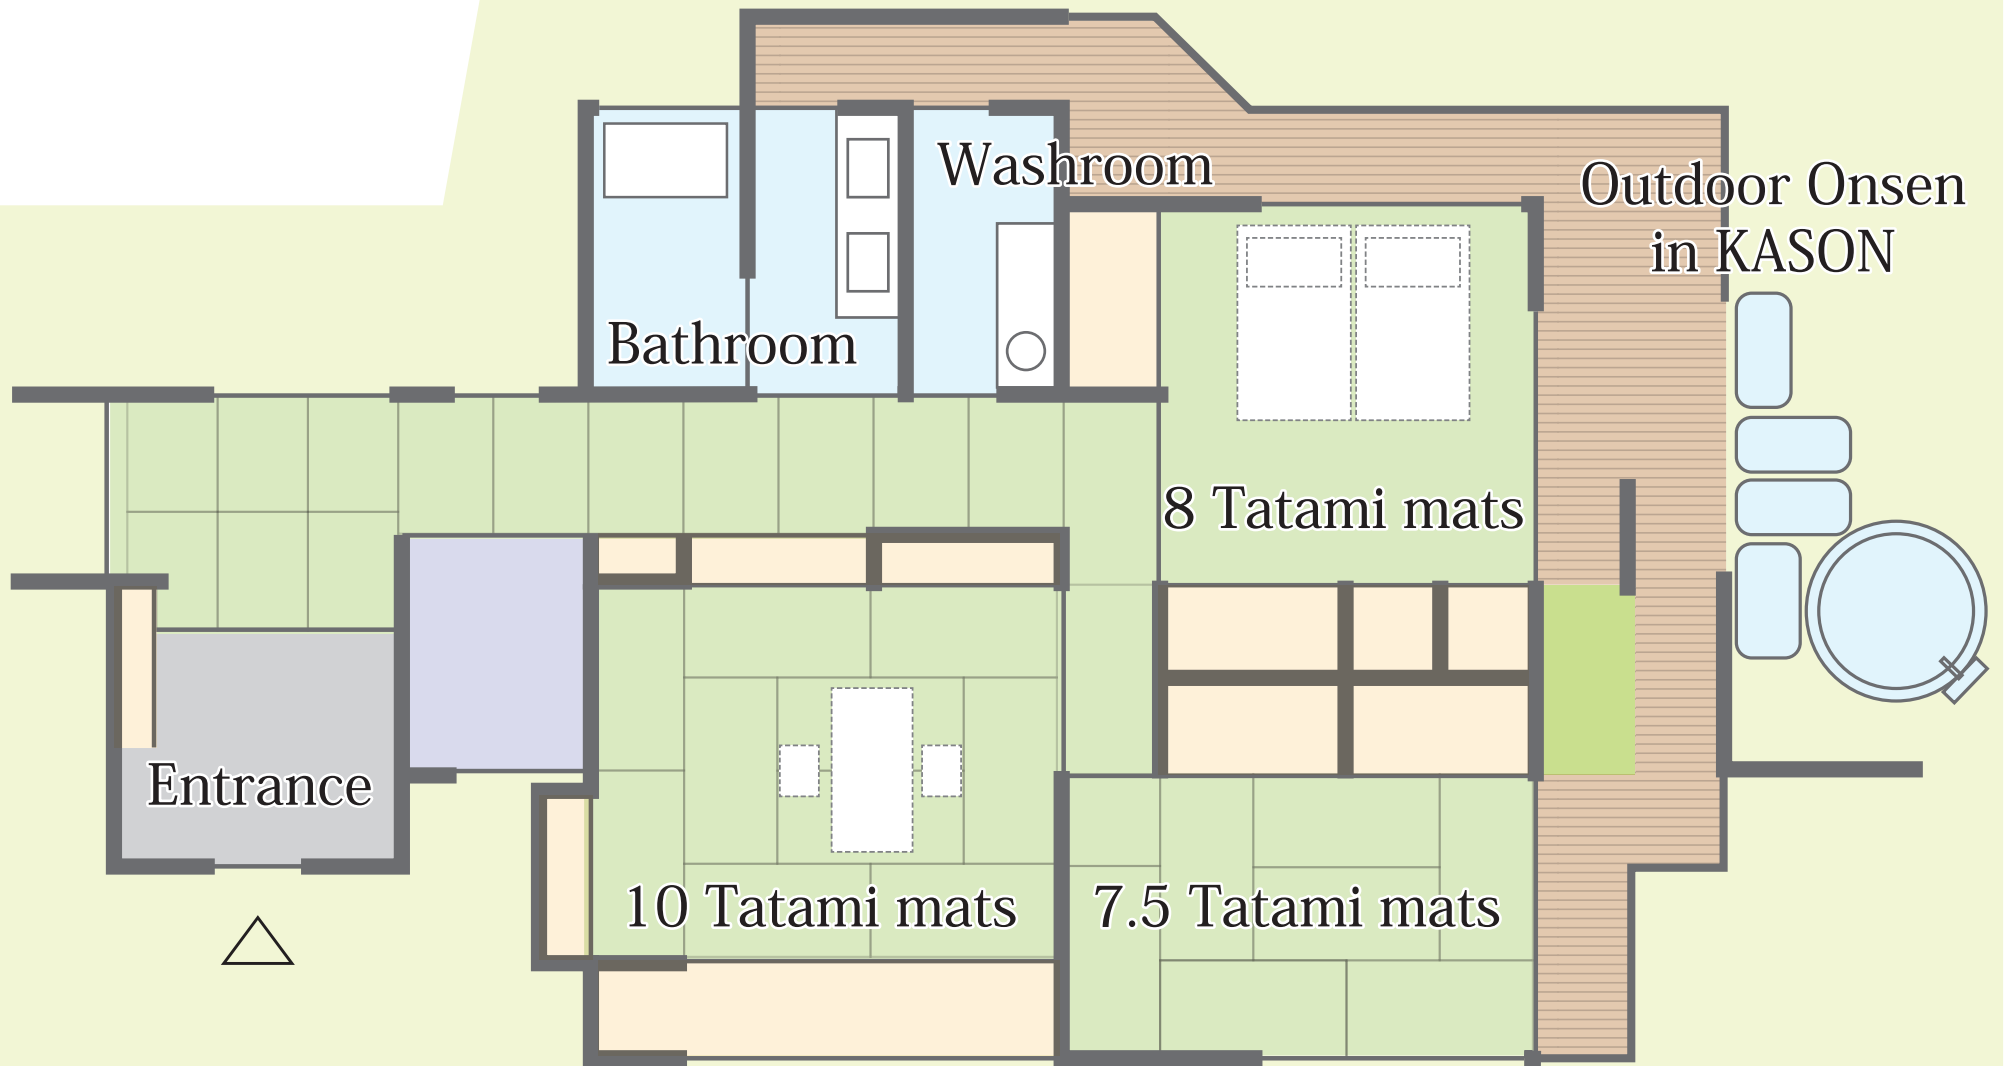 Washroom
Outdoor Onsen
in KASON
Bathroom
8 Tatami mats
Entrance
10 Tatami mats
7.5 Tatami mats